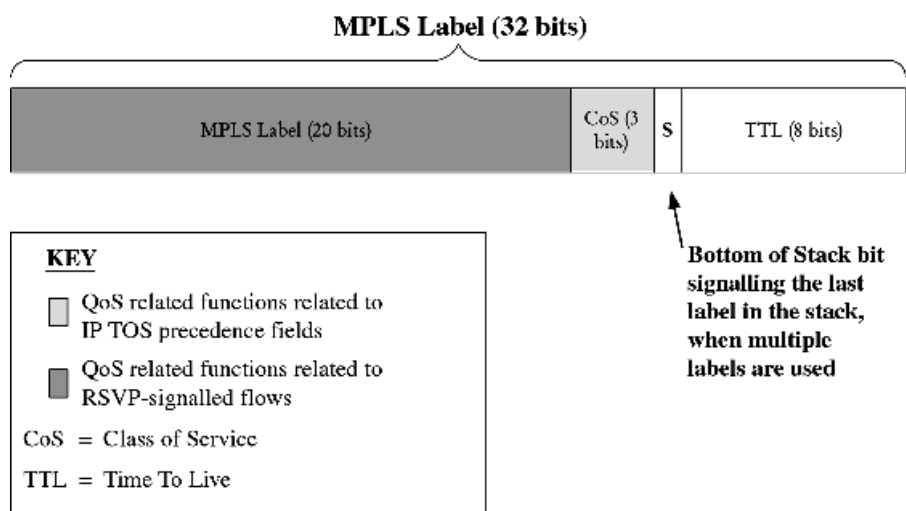 MPLS Label (32 bits)
MPLS Label (20 bits)
CoS (3
bits)
S
TTL (8 bits)
Bottom of Stack bit
signalling the last
label in the stack,
when multiple
labels are used
KEY
QoS related functions related to
IP TOS precedence fields
QoS related functions related to
RSVP-signalled flows
CoS = Class of Service
TTL = Time To Live